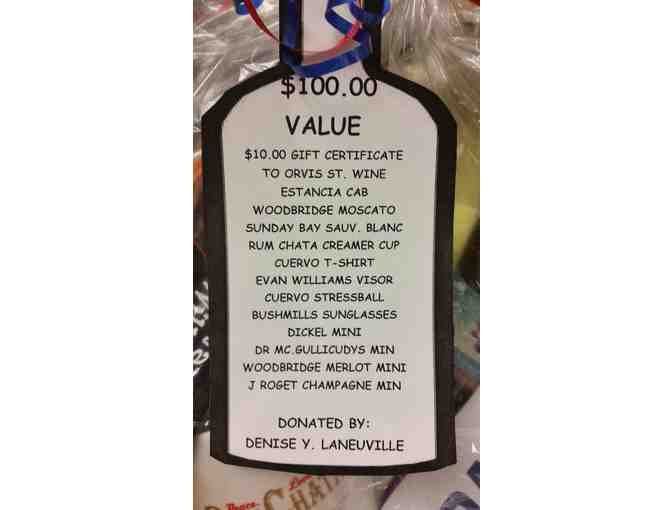 $100.00
VALUE
$10.00 GIFT CERTIFICATE
TO ORVIS ST. WINE
ESTANCIA CAB
WOODBRIDGE MOSCATO
SUNDAY BAY SAUV. BLANC
RUM CHATA CREAMER CUP
CUERVO T-SHIRT
EVAN WILLIAMS VISOR
CUERVO STRESSBALL
BUSHMILLS SUNGLASSES
DICKEL MINI
DR MC.GULLICUDYS MIN
WOODBRIDGE MERLOT MINI
J ROGET CHAMPAGNE MIN
DONATED BY:
DENISE Y. LANEUVILLE
Peace